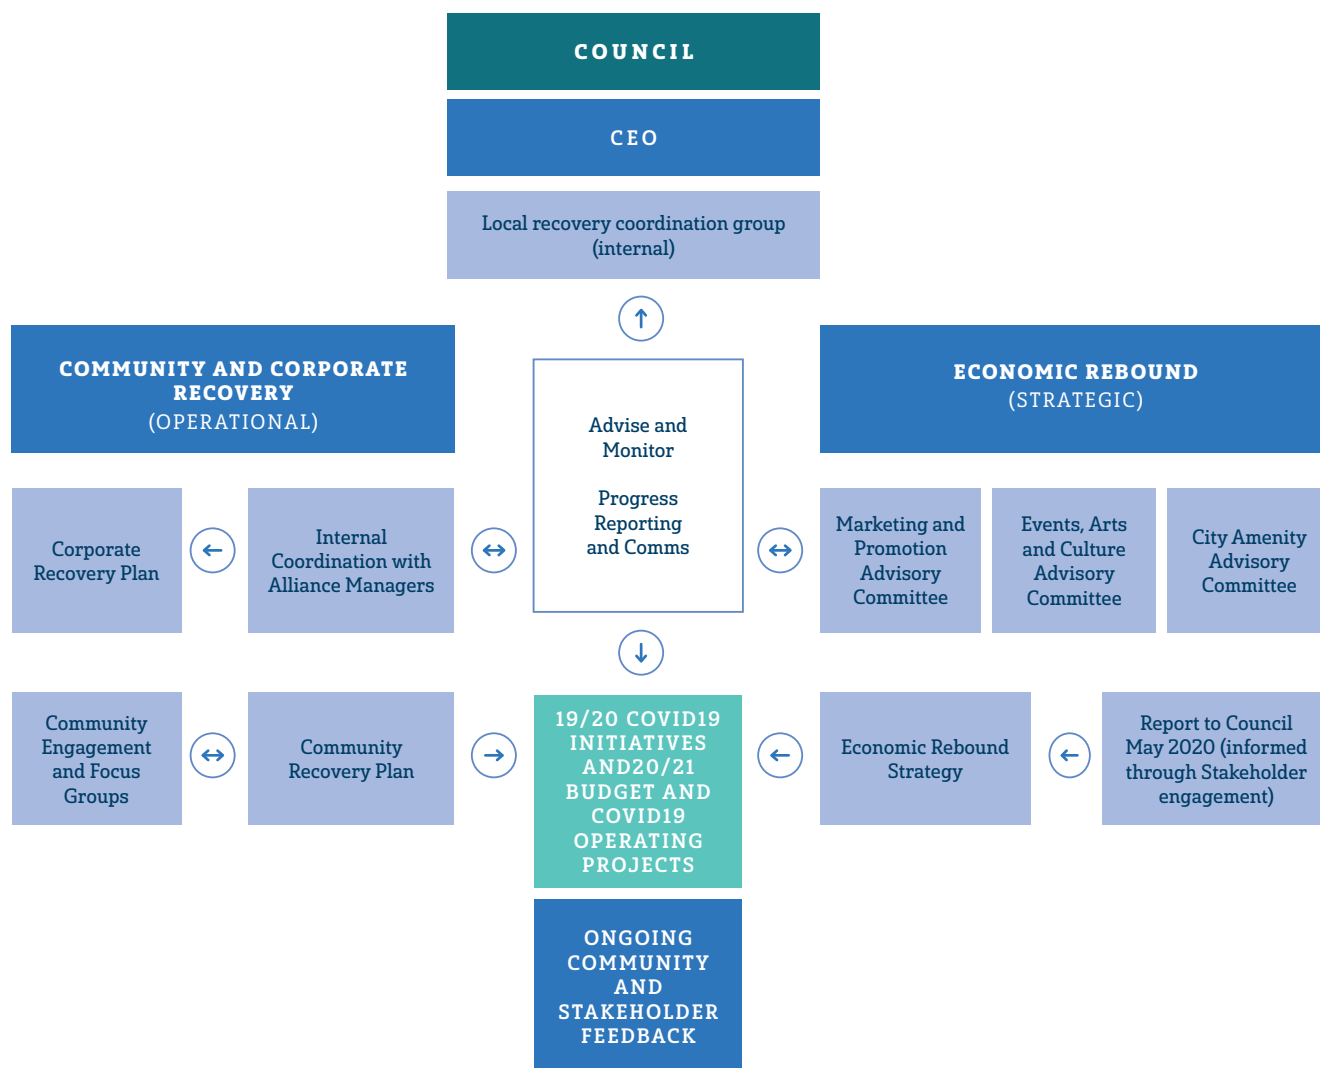 COUNCIL
CEO
Local recovery coordination group
(internal)
COMMUNITY AND CORPORATE
RECOVERY
(OPERATIONAL)
Advise and
Monitor
Progress
Reporting
and Comms
ECONOMIC REBOUND
(STRATEGIC)
Corporate
Recovery Plan
Internal
Coordination with
Alliance Managers
Marketing and
Promotion
Advisory
Committee
Events, Arts
and Culture
Advisory
Committee
City Amenity
Advisory
Committee
Community
Engagement
and Focus
Groups
Community
Recovery Plan
19/20 COVID19
INITIATIVES
AND20/21
BUDGET AND
COVID19
OPERATING
PROJECTS
Economic Rebound
Strategy
Report to Council
May 2020 (informed
through Stakeholder
engagement)
ONGOING
COMMUNITY
AND
STAKEHOLDER
FEEDBACK